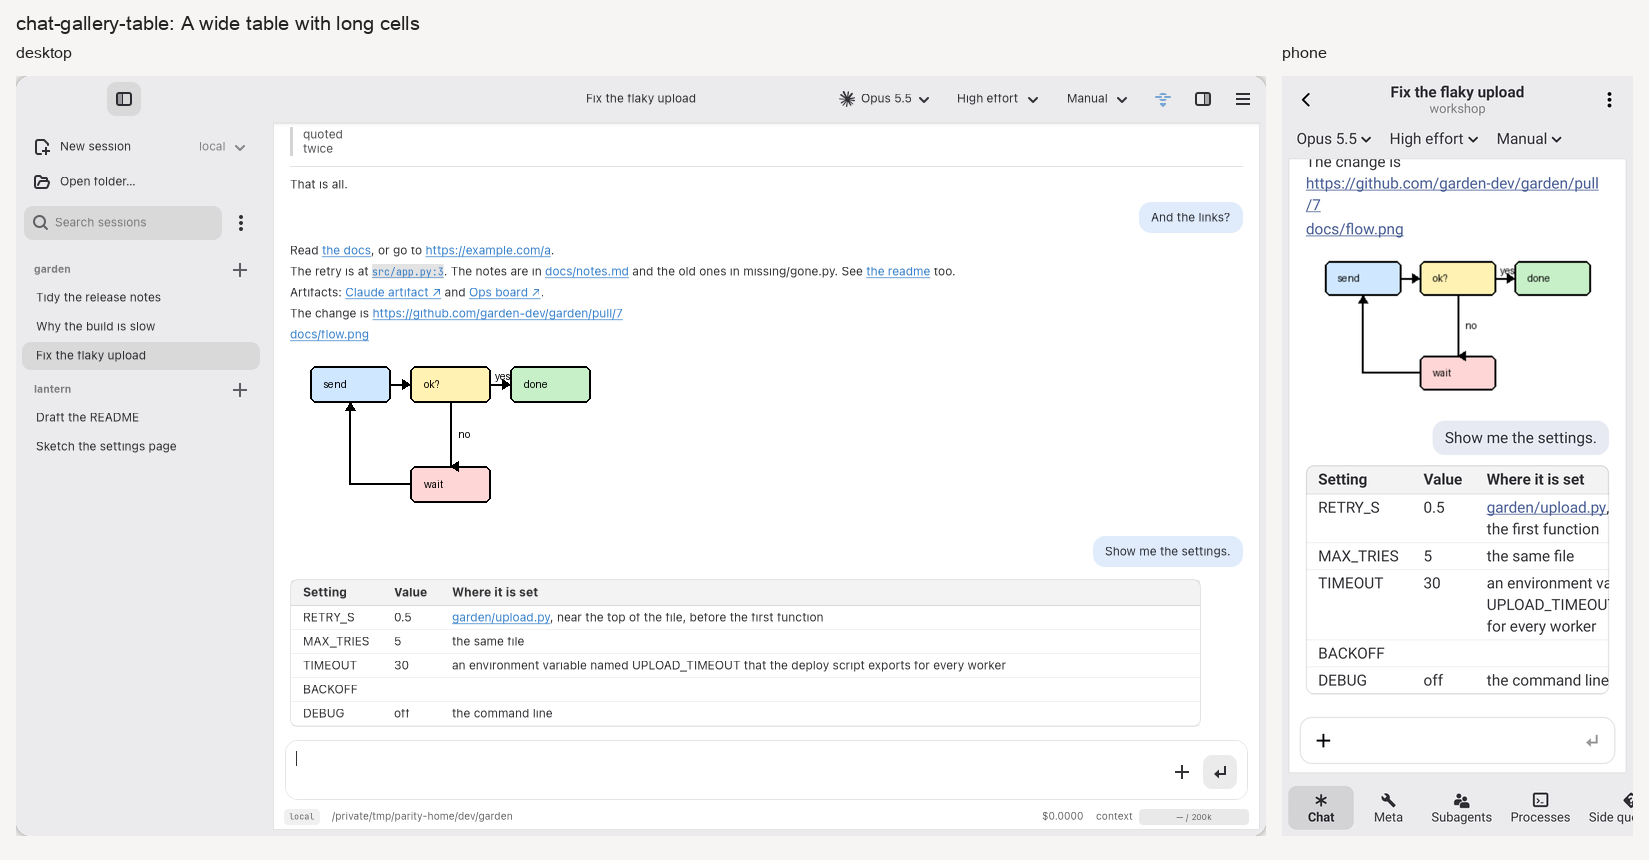 chat-gallery-table: A wide table with long cells
desktop
Fix the flaky upload
Opus 5.5
High effort
Manual
New session
local
Open folder...
Search sessions
garden
Tidy the release notes
Why the build is slow
Fix the flaky upload
lantern
Draft the README
Sketch the settings page
quoted
twice
That is all.
And the links?
Read the docs, or go to https://example.com/a.
The retry is at src/app.py:3. The notes are in docs/notes.md and the old ones in missing/gone.py. See the readme too.
Artifacts: Claude artifact ↗ and Ops board ↗.
The change is https://github.com/garden-dev/garden/pull/7
docs/flow.png
send
ok?
yes
done
no
wait
Show me the settings.
Setting Value Where it is set
RETRY_S 0.5 garden/upload.py, near the top of the file, before the first function
MAX_TRIES 5 the same file
TIMEOUT 30 an environment variable named UPLOAD_TIMEOUT that the deploy script exports for every worker
BACKOFF
DEBUG off the command line
local /private/tmp/parity-home/dev/garden
$0.0000 context — / 200k
phone
Fix the flaky upload
workshop
Opus 5.5 High effort Manual
The change is
https://github.com/garden-dev/garden/pull
/7
docs/flow.png
send
ok?
yes
done
no
wait
Show me the settings.
Setting Value Where it is set
RETRY_S 0.5 garden/upload.py,
the first function
MAX_TRIES 5 the same file
TIMEOUT 30 an environment va
UPLOAD_TIMEOUT
for every worker
BACKOFF
DEBUG off the command line
Chat Meta Subagents Processes Side qu